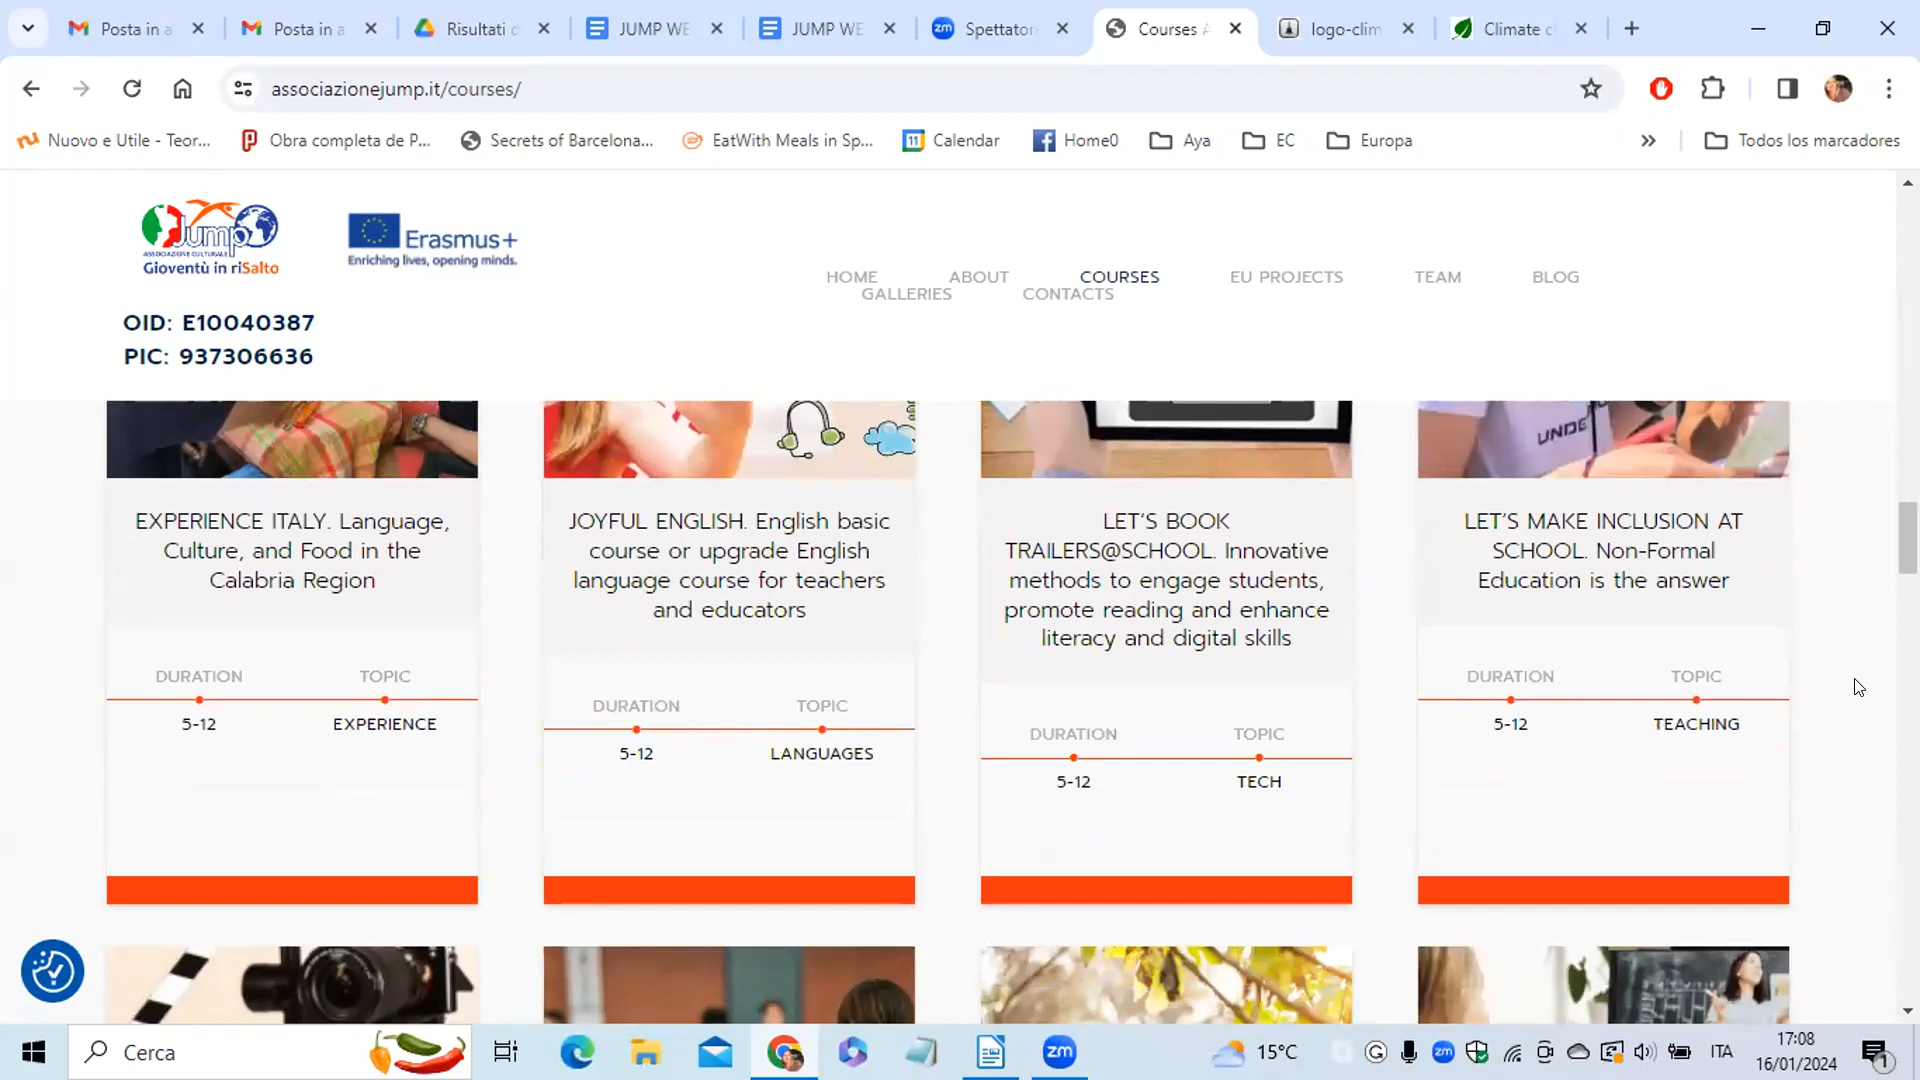 Posta in a
Posta in a
Risultati
JUMP WE
JUMP WE
zm Spettator
Courses
logo-clim
Climate c
associazionejump.it/courses/
Nuovo e Utile - Teor...
Obra completa de P...
Secrets of Barcelona...
EatWith Meals in Sp...
Calendar
Home0
Aya
EC
Europa
Todos los marcadores
Jump
ASSOCIAZIONE CULTURALE
Gioventù in riSalto
Erasmus+
Enriching lives, opening minds.
HOME ABOUT COURSES EU PROJECTS TEAM BLOG
GALLERIES CONTACTS
OID: E10040387
PIC: 937306636
UNDE
EXPERIENCE ITALY. Language,
Culture, and Food in the
Calabria Region
DURATION TOPIC
5-12 EXPERIENCE
JOYFUL ENGLISH. English basic
course or upgrade English
language course for teachers
and educators
DURATION TOPIC
5-12 LANGUAGES
LET'S BOOK
TRAILERS@SCHOOL. Innovative
methods to engage students,
promote reading and enhance
literacy and digital skills
DURATION TOPIC
5-12 TECH
LET'S MAKE INCLUSION AT
SCHOOL. Non-Formal
Education is the answer
DURATION TOPIC
5-12 TEACHING
Cerca
zm
15°C
zm
ITA
17:08
16/01/2024
1